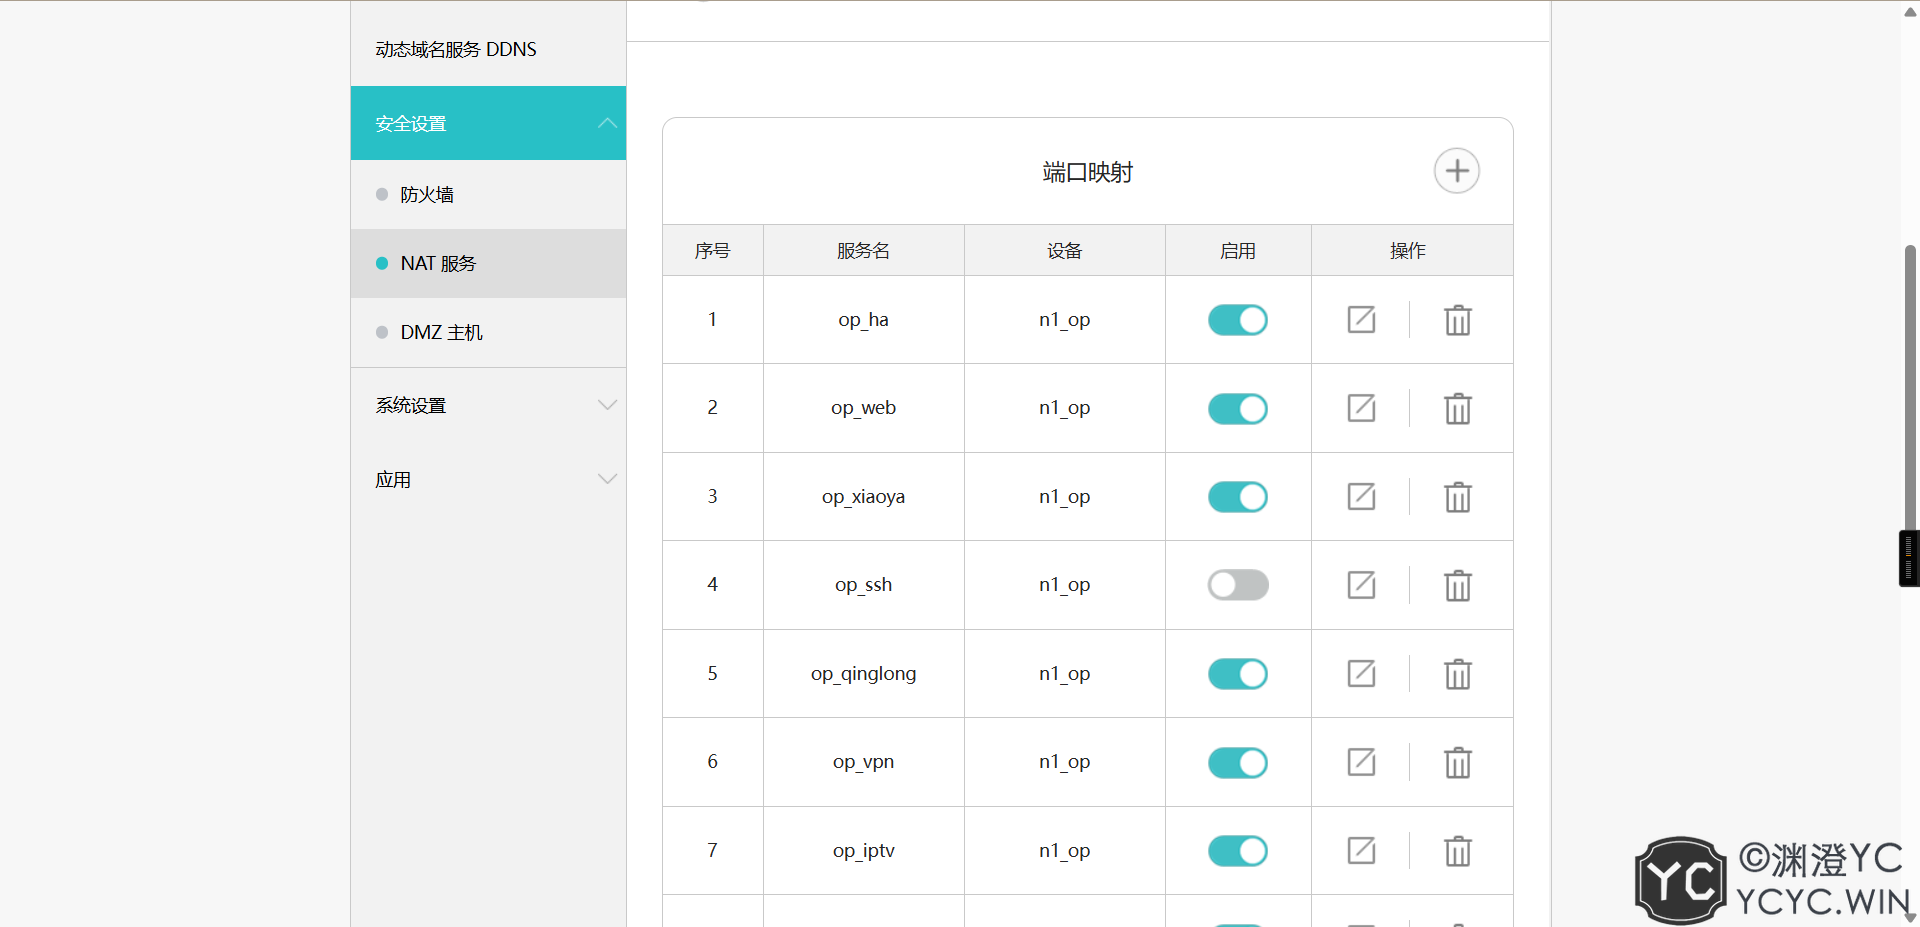 动态域名服务 DDNS
安全设置
防火墙
NAT 服务
DMZ 主机
系统设置
应用
端口映射
序号 服务名 设备 启用 操作
1 op_ha n1_op
2 op_web n1_op
3 op_xiaoya n1_op
4 op_ssh n1_op
5 op_qinglong n1_op
6 op_vpn n1_op
7 op_iptv n1_op
YC
©渊澄YC
YCYC.WIN